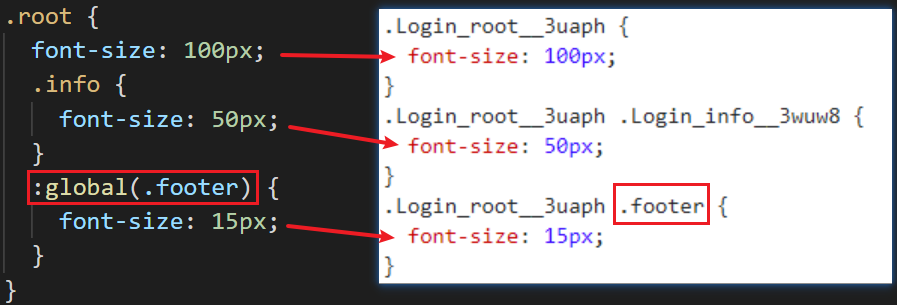 .root {
font-size: 100px;
.info {
font-size: 50px;
}
:global(.footer) {
font-size: 15px;
}
}
.Login_root__3uaph {
font-size: 100px;
}
.Login_root__3uaph .Login_info__3wuw8 {
font-size: 50px;
}
.Login_root__3uaph .footer {
font-size: 15px;
}